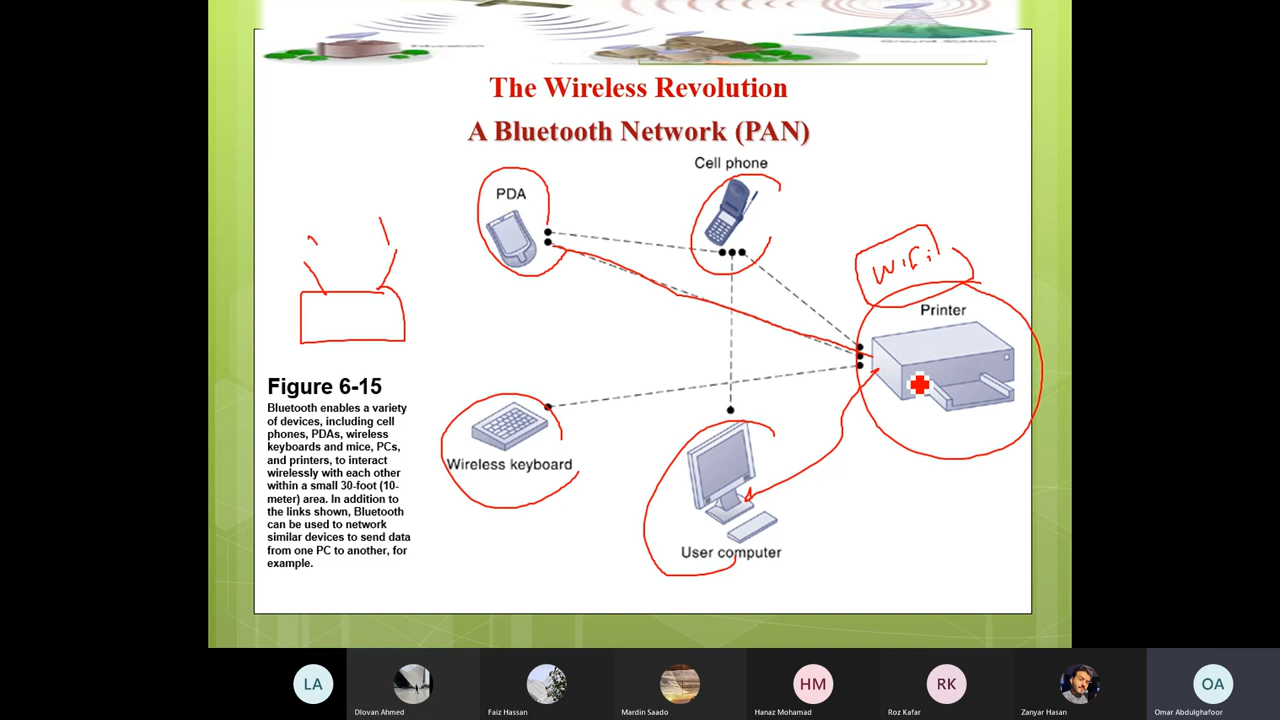 Education
Ground Station
The Wireless Revolution
A Bluetooth Network (PAN)
Cell phone
PDA
Wifi
Printer
Figure 6-15
Bluetooth enables a variety
of devices, including cell
phones, PDAs, wireless
keyboards and mice, PCs,
and printers, to interact
wirelessly with each other
within a small 30-foot (10-
meter) area. In addition to
the links shown, Bluetooth
can be used to network
similar devices to send data
from one PC to another, for
example.
Wireless keyboard
User computer
LA
HM
RK
OA
Dlovan Ahmed
Faiz Hassan
Mardin Saado
Hanaz Mohamad
Roz Kafar
Zanyar Hasan
Omar Abdulghafoor